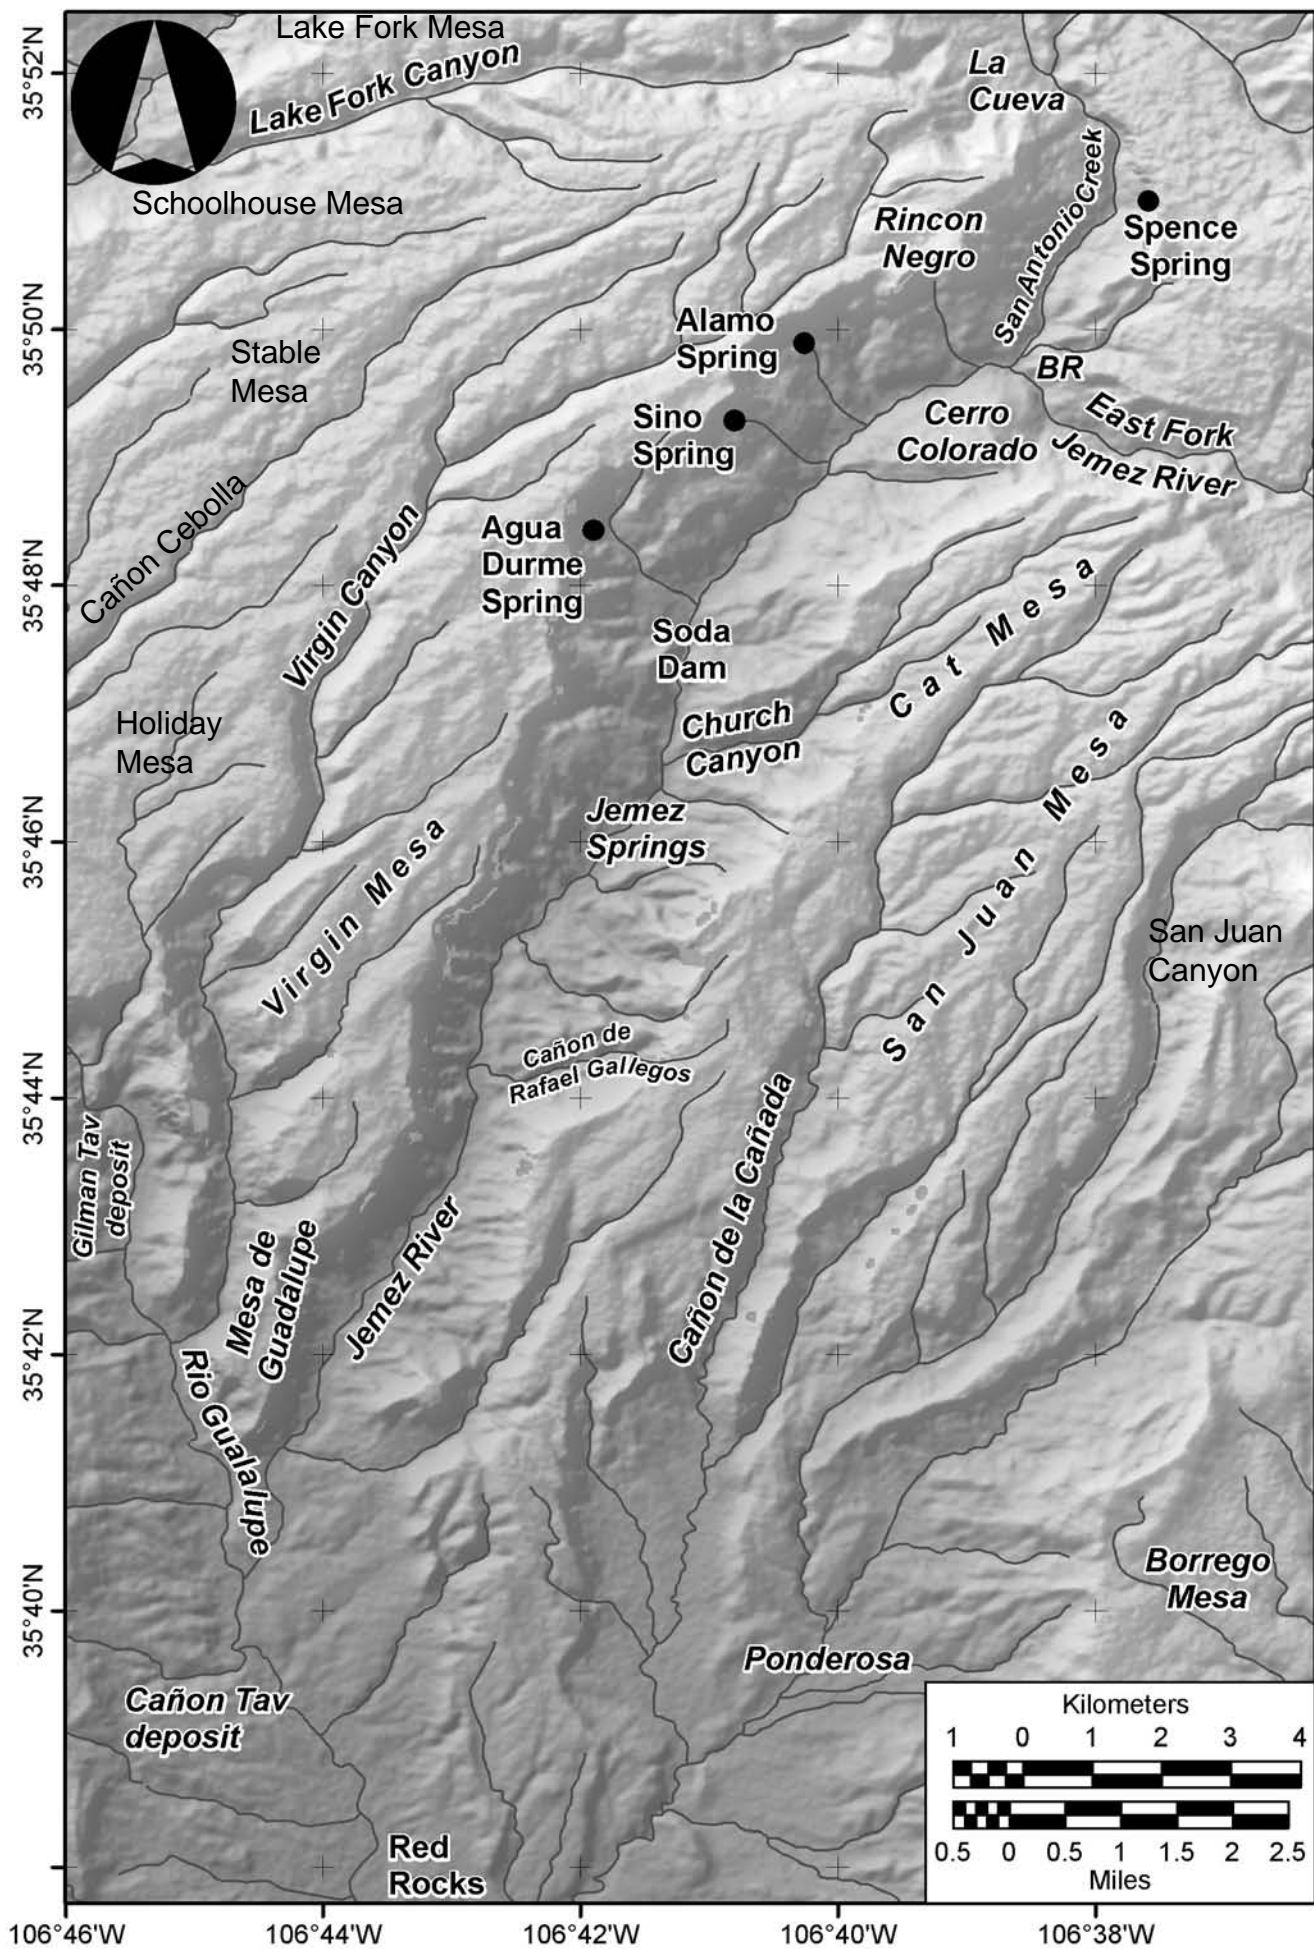 Lake Fork Mesa
Lake Fork Canyon
La
Cueva
35°52'N
Schoolhouse Mesa
San Antonio Creek
Rincon
Negro
Spence
Spring
35°50'N
Alamo
Spring
Stable
Mesa
BR
Sino
Spring
Cerro
Colorado
East Fork
Jemez River
Cañon Cebolla
Virgin Canyon
Agua
Durme
Spring
35°48'N
Soda
Dam
Cat Mesa
Church
Canyon
Holiday
Mesa
35°46'N
Jemez
Springs
Virgin Mesa
San Juan Mesa
San Juan
Canyon
Cañon de
Rafael Gallegos
35°44'N
Gilman Tav
deposit
Cañon de la Cañada
Mesa de
Guadalupe
Jemez River
35°42'N
Rio Gualalupe
35°40'N
Borrego
Mesa
Ponderosa
Cañon Tav
deposit
Red
Rocks
Kilometers
1 0 1 2 3 4
0.5 0 0.5 1 1.5 2 2.5
Miles
106°46'W 106°44'W 106°42'W 106°40'W 106°38'W